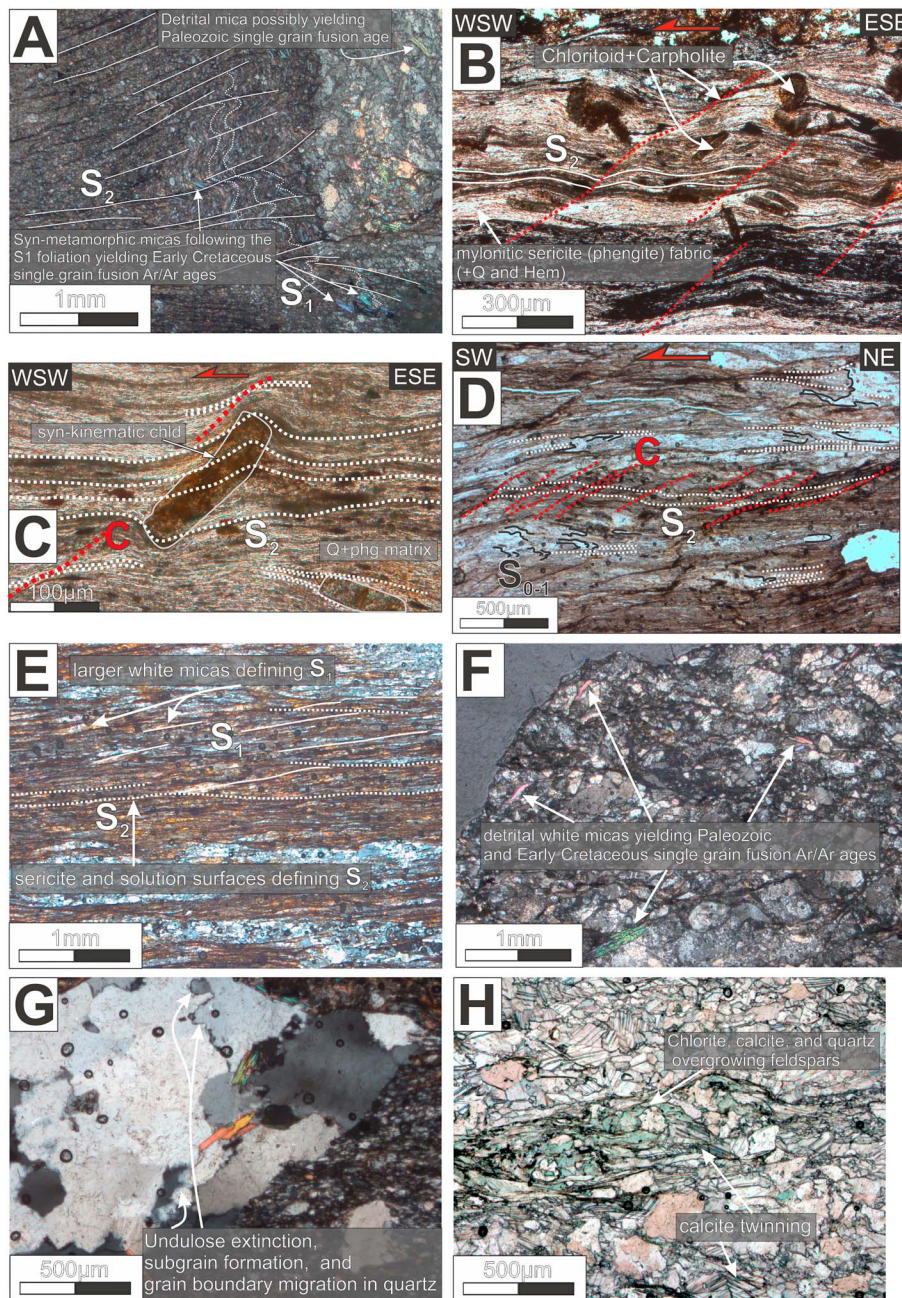 A
Detrital mica possibly yielding
Paleozoic single grain fusion age
S2
Syn-metamorphic micas following the
S1 foliation yielding Early Cretaceous
single grain fusion Ar/Ar ages
S1
1mm
WSW
ESE
B
Chloritoid+Carpholite
S2
mylonitic sericite (phengite) fabric
(+Q and Hem)
300µm
WSW
ESE
syn-kinematic chld
C
C
S2
Q+phg matrix
100µm
SW
NE
D
C
S2
S0-1
500µm
E
larger white micas defining S1
S1
S2
sericite and solution surfaces defining S2
1mm
F
detrital white micas yielding Paleozoic
and Early Cretaceous single grain fusion Ar/Ar ages
1mm
G
Undulose extinction,
subgrain formation, and
grain boundary migration in quartz
500µm
H
Chlorite, calcite, and quartz
overgrowing feldspars
calcite twinning
500µm